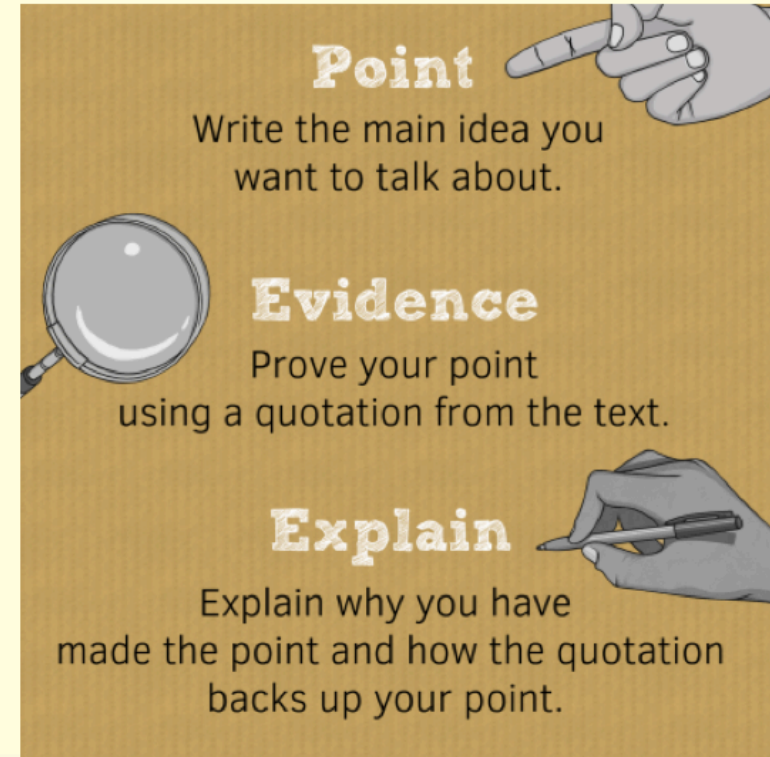 Point
Write the main idea you
want to talk about.
Evidence
Prove your point
using a quotation from the text.
Explain
Explain why you have
made the point and how the quotation
backs up your point.